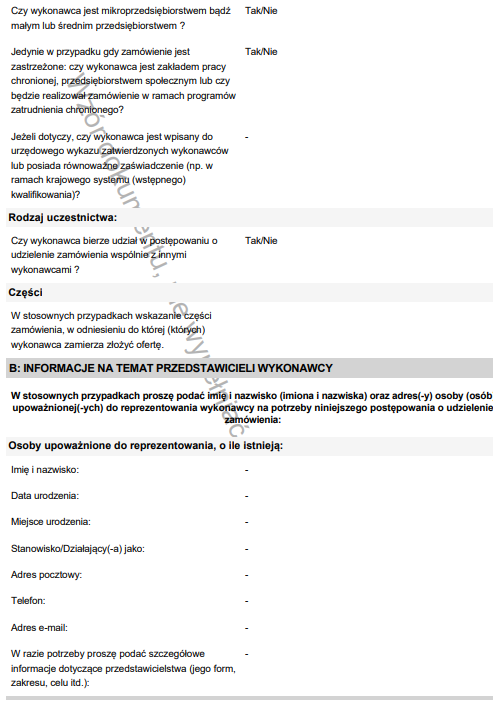 Czy wykonawca jest mikroprzedsiębiorstwem bądź
małym lub średnim przedsiębiorstwem ?
Tak/Nie
Jedynie w przypadku gdy zamówienie jest
zastrzeżone: czy wykonawca jest zakładem pracy
chronionej, przedsiębiorstwem społecznym lub czy
będzie realizował zamówienie w ramach programów
zatrudnienia chronionego?
Tak/Nie
Jeżeli dotyczy, czy wykonawca jest wpisany do
urzędowego wykazu zatwierdzonych wykonawców
lub posiada równoważne zaświadczenie (np. w
ramach krajowego systemu (wstępnego)
kwalifikowania)?
-
Rodzaj uczestnictwa:
Czy wykonawca bierze udział w postępowaniu o
udzielenie zamówienia wspólnie z innymi
wykonawcami ?
Tak/Nie
Części
W stosownych przypadkach wskazanie części
zamówienia, w odniesieniu do której (których)
wykonawca zamierza złożyć ofertę.
B: INFORMACJE NA TEMAT PRZEDSTAWICIELI WYKONAWCY
W stosownych przypadkach proszę podać imię i nazwisko (imiona i nazwiska) oraz adres(-y) osoby (osób)
upoważnionej(-ych) do reprezentowania wykonawcy na potrzeby niniejszego postępowania o udzielenie
zamówienia:
Osoby upoważnione do reprezentowania, o ile istnieją:
Imię i nazwisko:
-
Data urodzenia:
-
Miejsce urodzenia:
-
Stanowisko/Działający(-a) jako:
-
Adres pocztowy:
-
Telefon:
-
Adres e-mail:
-
W razie potrzeby proszę podać szczegółowe
informacje dotyczące przedstawicielstwa (jego form,
zakresu, celu itd.):
-